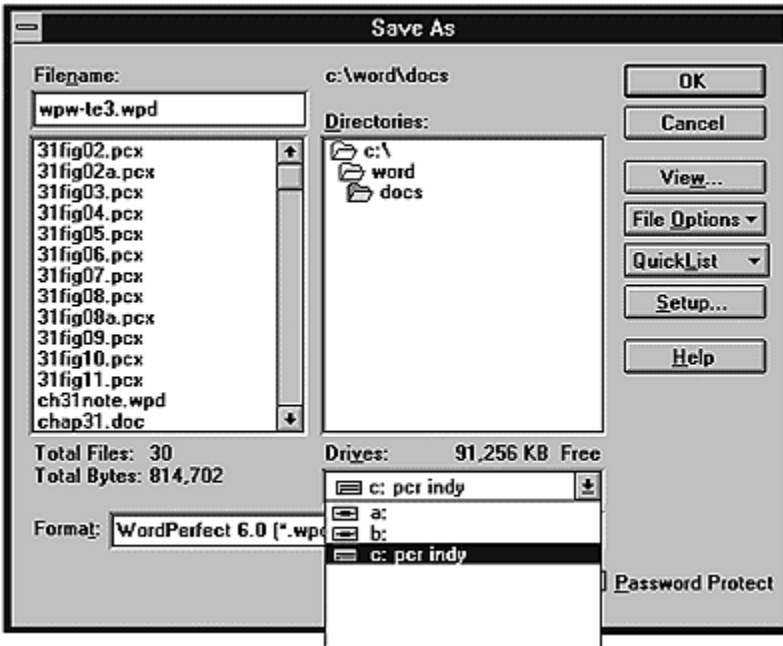 Save As
Filename:
wpw-tc3.wpd
31fig02.pcx
31fig02a.pcx
31fig03.pcx
31fig04.pcx
31fig05.pcx
31fig06.pcx
31fig07.pcx
31fig08.pcx
31fig08a.pcx
31fig09.pcx
31fig10.pcx
31fig11.pcx
ch31note.wpd
chap31.doc
Total Files: 30
Total Bytes: 814,702
c:\word\docs
Directories:
c:\
word
docs
Drives: 91,256 KB Free
c: pcr indy
a:
b:
c: pcr indy
Format: WordPerfect 6.0 (*.wpd
Password Protect
OK
Cancel
View...
File Options
QuickList
Setup...
Help